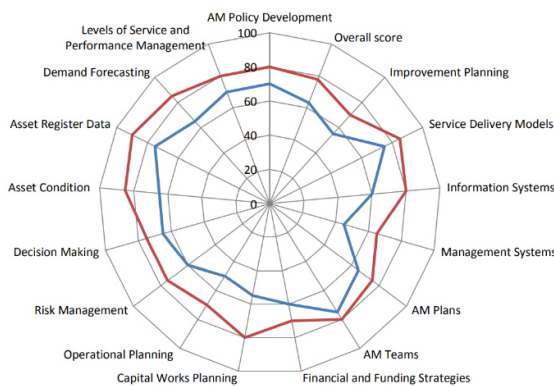 AM Policy Development
Levels of Service and
Performance Management
Overall score
Demand Forecasting
Improvement Planning
Asset Register Data
Service Delivery Models
Asset Condition
Information Systems
Decision Making
Management Systems
Risk Management
AM Plans
Operational Planning
AM Teams
Capital Works Planning
Financial and Funding Strategies
100
80
60
40
20
0